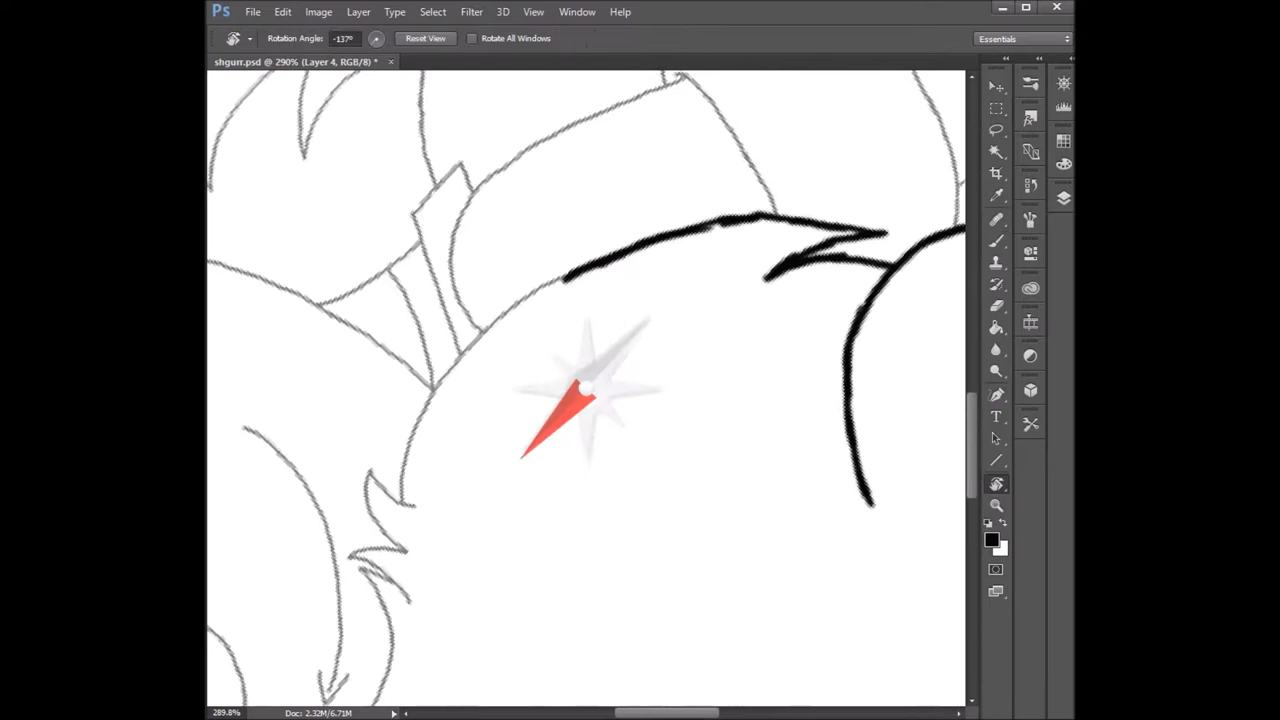 Ps File Edit Image Layer Type Select Filter 3D View Window Help
Rotation Angle: -137° Reset View Rotate All Windows Essentials
shgurr.psd @ 290% (Layer 4, RGB/8) * ×
289.8% Doc: 2.32M/6.71M